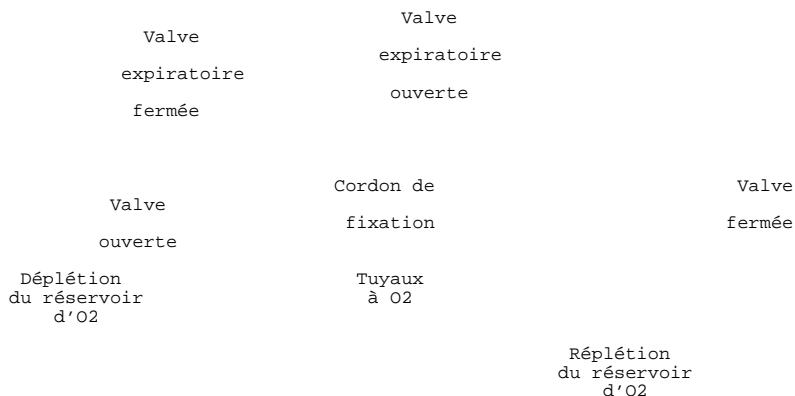 Valve
expiratoire
fermée
Valve
expiratoire
ouverte
Valve
ouverte
Cordon de
fixation
Valve
fermée
Déplétion
du réservoir
d'O2
Tuyaux
à O2
Réplétion
du réservoir
d'O2